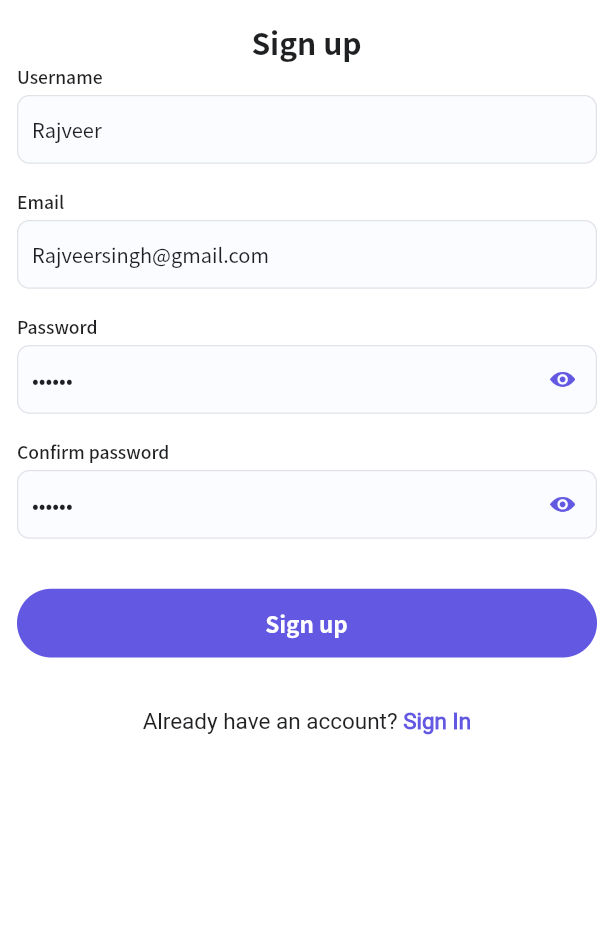 Sign up
Username
Rajveer
Email
Rajveersingh@gmail.com
Password
••••••
Confirm password
••••••
Sign up
Already have an account? Sign In